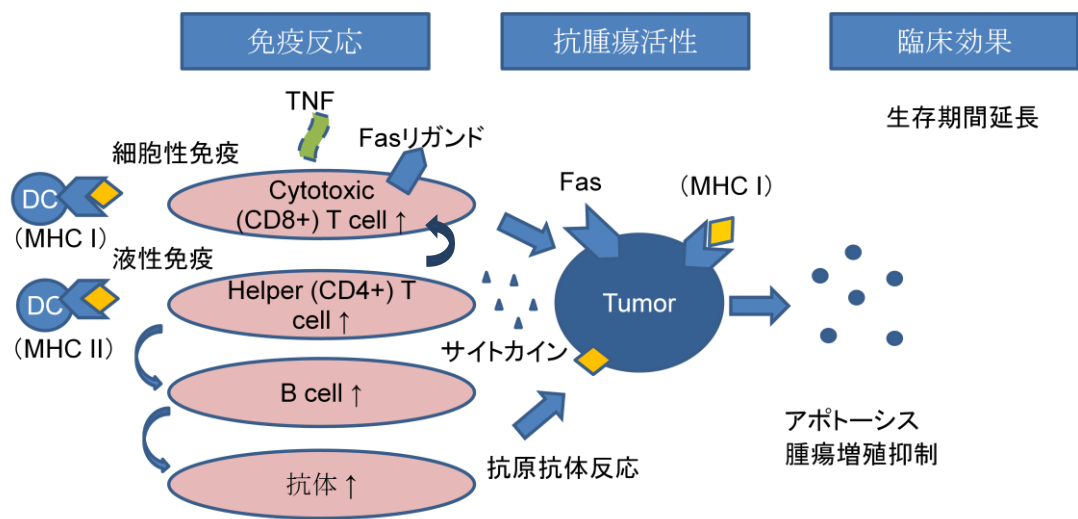 免疫反応
抗腫瘍活性
臨床効果
TNF
Fasリガンド
生存期間延長
細胞性免疫
DC
(MHC I)
Cytotoxic
(CD8+) T cell ↑
Fas
(MHC I)
液性免疫
DC
(MHC II)
Helper (CD4+) T
cell ↑
サイトカイン
Tumor
B cell ↑
抗体 ↑
抗原抗体反応
アポトーシス
腫瘍増殖抑制